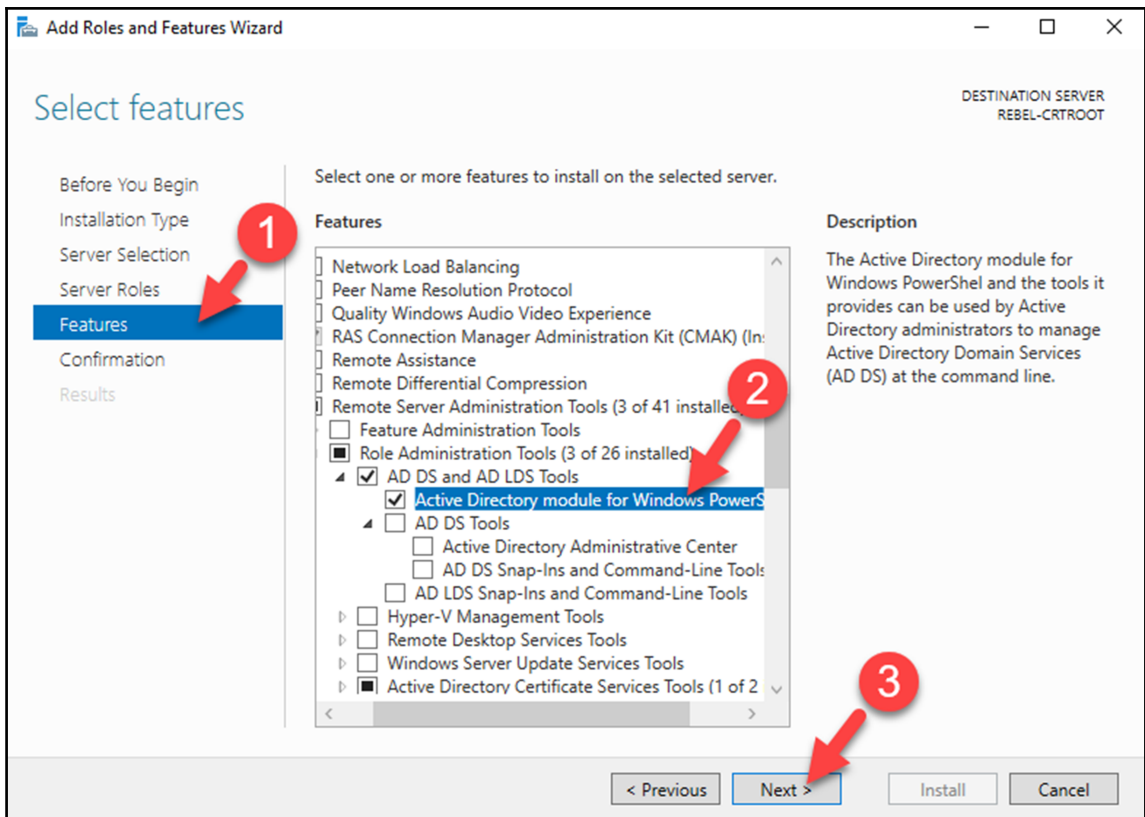 Add Roles and Features Wizard
Select features
DESTINATION SERVER
REBEL-CRTROOT
Before You Begin
Installation Type
Server Selection
Server Roles
Features
Confirmation
Results
1
Select one or more features to install on the selected server.
Features
Network Load Balancing
Peer Name Resolution Protocol
Quality Windows Audio Video Experience
RAS Connection Manager Administration Kit (CMAK) (In
Remote Assistance
Remote Differential Compression
Remote Server Administration Tools (3 of 41 installed
Feature Administration Tools
Role Administration Tools (3 of 26 installed)
AD DS and AD LDS Tools
Active Directory module for Windows PowerS
AD DS Tools
Active Directory Administrative Center
AD DS Snap-Ins and Command-Line Tools
AD LDS Snap-Ins and Command-Line Tools
Hyper-V Management Tools
Remote Desktop Services Tools
Windows Server Update Services Tools
Active Directory Certificate Services Tools (1 of 2
2
Description
The Active Directory module for
Windows PowerShel and the tools it
provides can be used by Active
Directory administrators to manage
Active Directory Domain Services
(AD DS) at the command line.
3
< Previous
Next >
Install
Cancel